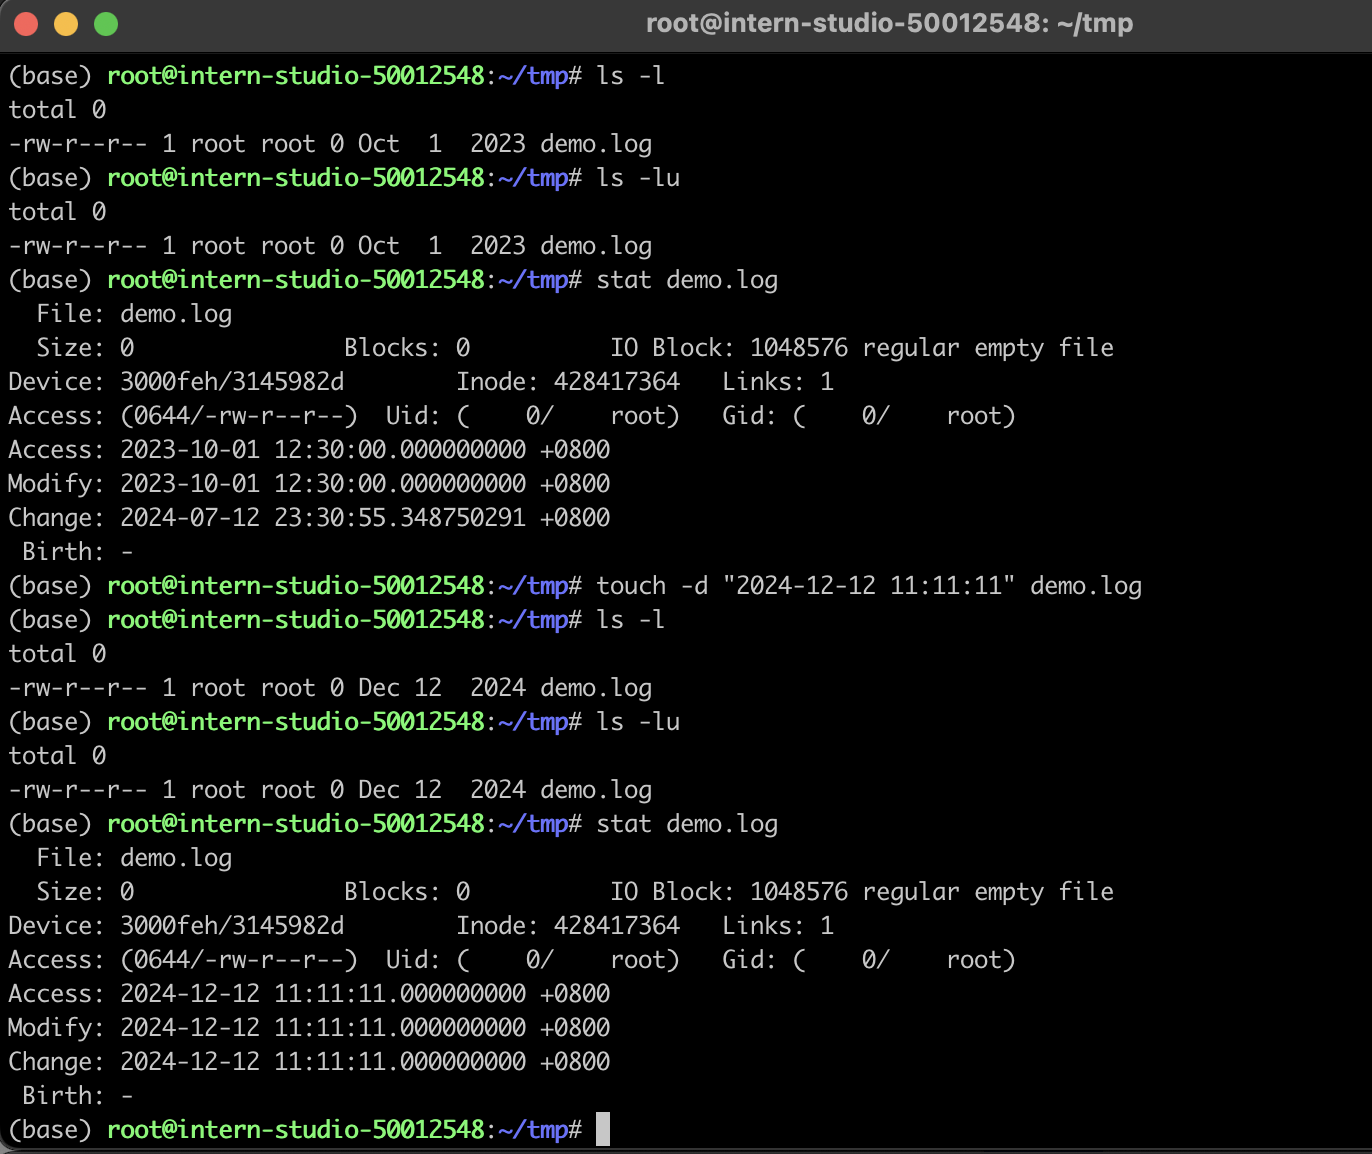 root@intern-studio-50012548: ~/tmp
(base) root@intern-studio-50012548:~/tmp# ls -l
total 0
-rw-r--r-- 1 root root 0 Oct  1  2023 demo.log
(base) root@intern-studio-50012548:~/tmp# ls -lu
total 0
-rw-r--r-- 1 root root 0 Oct  1  2023 demo.log
(base) root@intern-studio-50012548:~/tmp# stat demo.log
  File: demo.log
  Size: 0               Blocks: 0          IO Block: 1048576 regular empty file
Device: 3000feh/3145982d        Inode: 428417364   Links: 1
Access: (0644/-rw-r--r--)  Uid: (    0/    root)   Gid: (    0/    root)
Access: 2023-10-01 12:30:00.000000000 +0800
Modify: 2023-10-01 12:30:00.000000000 +0800
Change: 2024-07-12 23:30:55.348750291 +0800
 Birth: -
(base) root@intern-studio-50012548:~/tmp# touch -d "2024-12-12 11:11:11" demo.log
(base) root@intern-studio-50012548:~/tmp# ls -l
total 0
-rw-r--r-- 1 root root 0 Dec 12  2024 demo.log
(base) root@intern-studio-50012548:~/tmp# ls -lu
total 0
-rw-r--r-- 1 root root 0 Dec 12  2024 demo.log
(base) root@intern-studio-50012548:~/tmp# stat demo.log
  File: demo.log
  Size: 0               Blocks: 0          IO Block: 1048576 regular empty file
Device: 3000feh/3145982d        Inode: 428417364   Links: 1
Access: (0644/-rw-r--r--)  Uid: (    0/    root)   Gid: (    0/    root)
Access: 2024-12-12 11:11:11.000000000 +0800
Modify: 2024-12-12 11:11:11.000000000 +0800
Change: 2024-12-12 11:11:11.000000000 +0800
 Birth: -
(base) root@intern-studio-50012548:~/tmp#